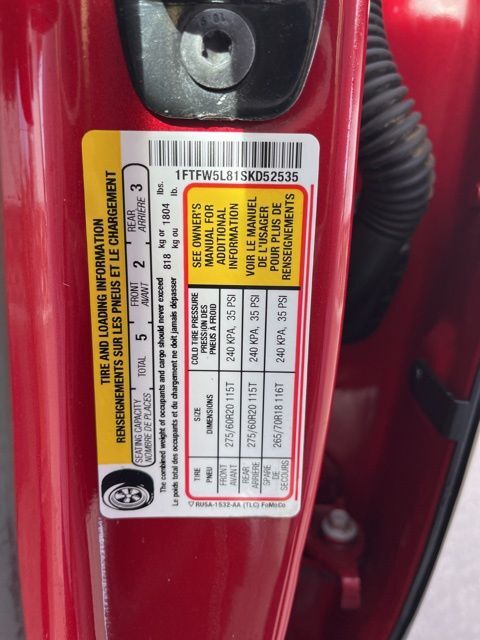 6 10.9
1FTFW5L81SKD52535
TIRE AND LOADING INFORMATION
RENSEIGNEMENTS SUR LES PNEUS ET LE CHARGEMENT
SEATING CAPACITY
NOMBRE DE PLACES
TOTAL 5
FRONT
AVANT 2
REAR
ARRIÈRE 3
The combined weight of occupants and cargo should never exceed
Le poids total des occupants et du chargement ne doit jamais dépasser
818 kg or 1804 lbs.
kg ou lb.
TIRE
PNEU
SIZE
DIMENSIONS
COLD TIRE PRESSURE
PRESSION DES
PNEUS A FROID
FRONT
AVANT
275/60R20 115T
240 KPA, 35 PSI
REAR
ARRIÈRE
275/60R20 115T
240 KPA, 35 PSI
SPARE
DE
SECOURS
265/70R18 116T
240 KPA, 35 PSI
SEE OWNER'S
MANUAL FOR
ADDITIONAL
INFORMATION
VOIR LE MANUEL
DE L'USAGER
POUR PLUS DE
RENSEIGNEMENTS
RU5A-1532-AA (TLC) FoMoCo